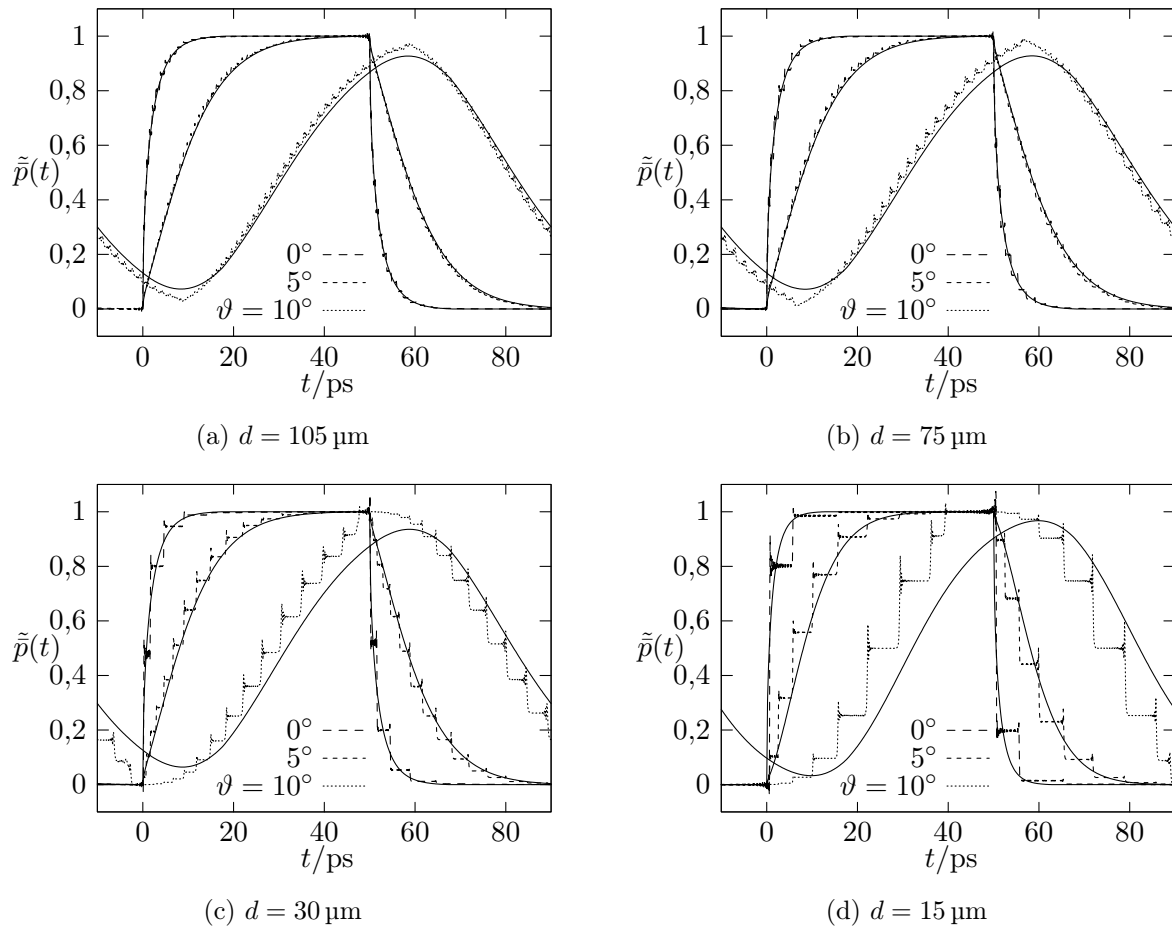 1
0,8
0,6
p̃̄(t)
0,4
0,2
0
0°
5°
ϑ = 10°
0 20 40 60 80
t/ps
(a) d = 105 µm
1
0,8
0,6
p̃̄(t)
0,4
0,2
0
0°
5°
ϑ = 10°
0 20 40 60 80
t/ps
(b) d = 75 µm
1
0,8
0,6
p̃̄(t)
0,4
0,2
0
0°
5°
ϑ = 10°
0 20 40 60 80
t/ps
(c) d = 30 µm
1
0,8
0,6
p̃̄(t)
0,4
0,2
0
0°
5°
ϑ = 10°
0 20 40 60 80
t/ps
(d) d = 15 µm